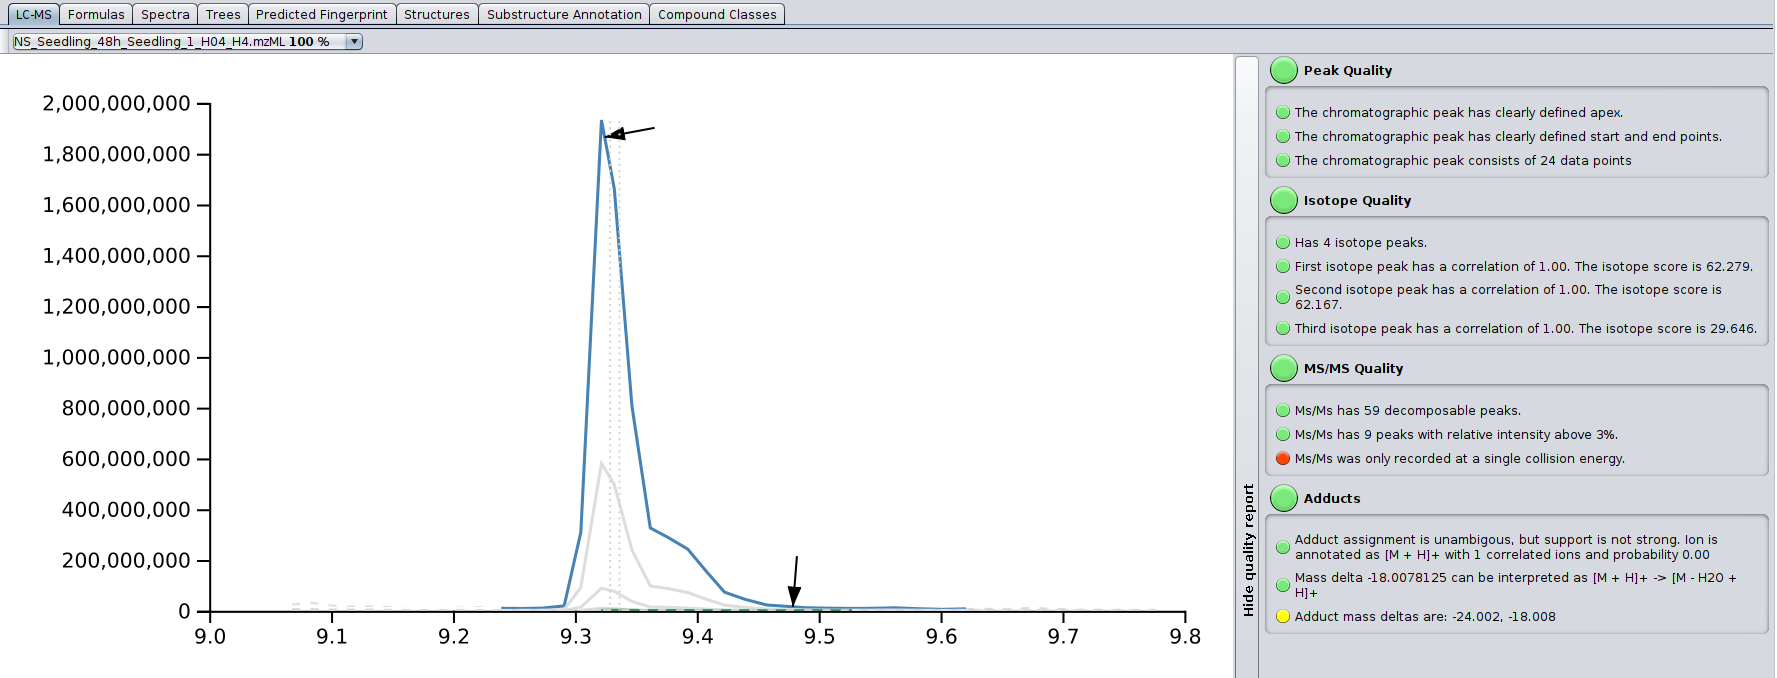 LC-MS Formulas Spectra Trees Predicted Fingerprint Structures Substructure Annotation Compound Classes
NS_Seedling_48h_Seedling_1_H04_H4.mzML 100 %
2,000,000,000
1,800,000,000
1,600,000,000
1,400,000,000
1,200,000,000
1,000,000,000
800,000,000
600,000,000
400,000,000
200,000,000
0
9.0 9.1 9.2 9.3 9.4 9.5 9.6 9.7 9.8
Hide quality report
Peak Quality
The chromatographic peak has clearly defined apex.
The chromatographic peak has clearly defined start and end points.
The chromatographic peak consists of 24 data points
Isotope Quality
Has 4 isotope peaks.
First isotope peak has a correlation of 1.00. The isotope score is 62.279.
Second isotope peak has a correlation of 1.00. The isotope score is
62.167.
Third isotope peak has a correlation of 1.00. The isotope score is 29.646.
MS/MS Quality
Ms/Ms has 59 decomposable peaks.
Ms/Ms has 9 peaks with relative intensity above 3%.
Ms/Ms was only recorded at a single collision energy.
Adducts
Adduct assignment is unambigous, but support is not strong. Ion is
annotated as [M + H]+ with 1 correlated ions and probability 0.00
Mass delta -18.0078125 can be interpreted as [M + H]+ -> [M - H2O +
H]+
Adduct mass deltas are: -24.002, -18.008